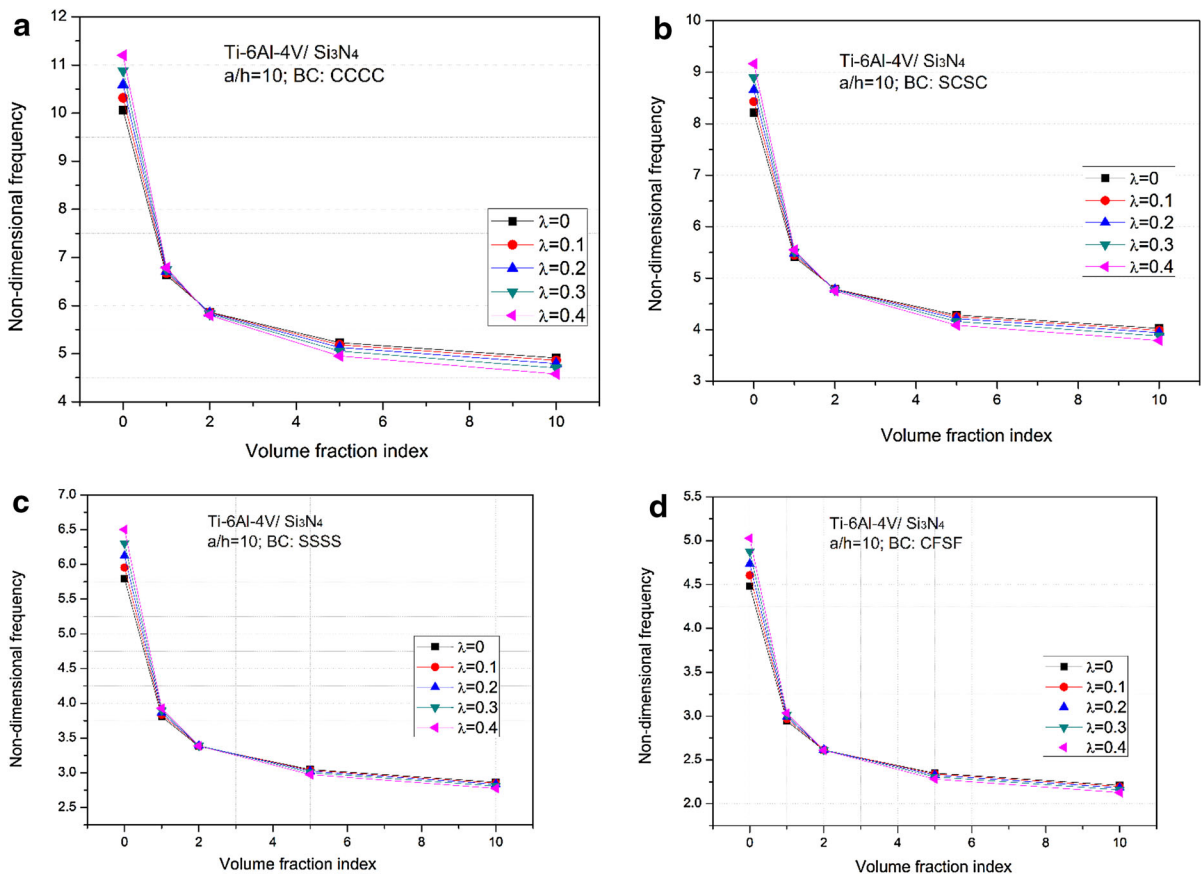 a
Ti-6Al-4V/ Si₃N₄
a/h=10; BC: CCCC
Non-dimensional frequency
12
11
10
9
8
7
6
5
4
λ=0
λ=0.1
λ=0.2
λ=0.3
λ=0.4
0
2
4
6
8
10
Volume fraction index
b
Ti-6Al-4V/ Si₃N₄
a/h=10; BC: SCSC
Non-dimensional frequency
10
9
8
7
6
5
4
3
λ=0
λ=0.1
λ=0.2
λ=0.3
λ=0.4
0
2
4
6
8
10
Volume fraction index
c
Ti-6Al-4V/ Si₃N₄
a/h=10; BC: SSSS
Non-dimensional frequency
7.0
6.5
6.0
5.5
5.0
4.5
4.0
3.5
3.0
2.5
λ=0
λ=0.1
λ=0.2
λ=0.3
λ=0.4
0
2
4
6
8
10
Volume fraction index
d
Ti-6Al-4V/ Si₃N₄
a/h=10; BC: CFSF
Non-dimensional frequency
5.5
5.0
4.5
4.0
3.5
3.0
2.5
2.0
λ=0
λ=0.1
λ=0.2
λ=0.3
λ=0.4
0
2
4
6
8
10
Volume fraction index